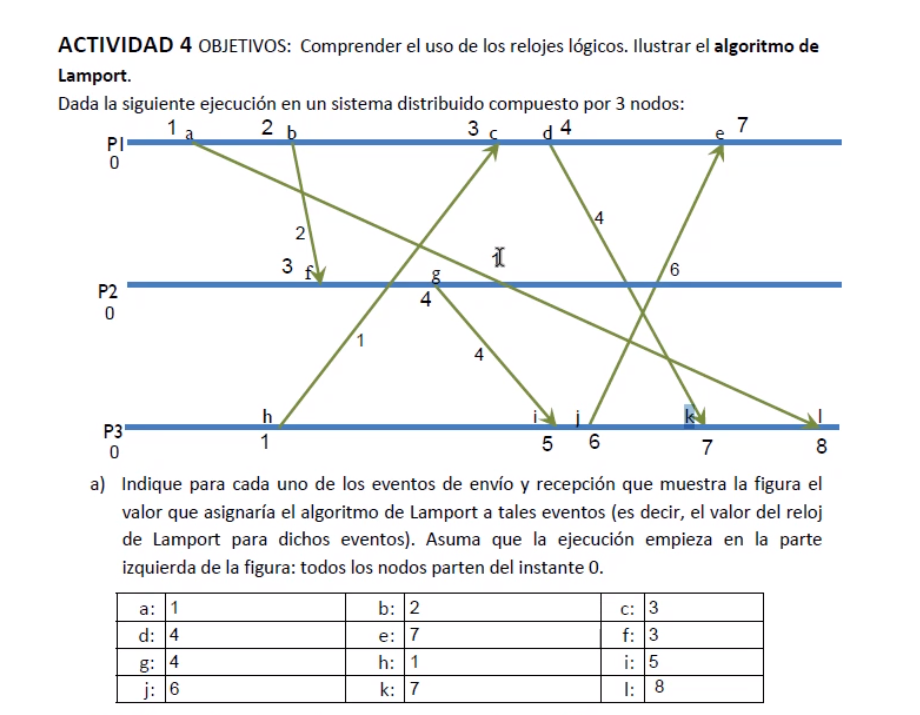 ACTIVIDAD 4 OBJETIVOS: Comprender el uso de los relojes lógicos. Ilustrar el algoritmo de
Lamport.
Dada la siguiente ejecución en un sistema distribuido compuesto por 3 nodos:
1 a 2 b 3 c d 4 e 7
P1
0
4
2
1
3 f g 6
P2
4
0
1
4
h i j k l
P3
1 5 6 7 8
0
a) Indique para cada uno de los eventos de envío y recepción que muestra la figura el
valor que asignaría el algoritmo de Lamport a tales eventos (es decir, el valor del reloj
de Lamport para dichos eventos). Asuma que la ejecución empieza en la parte
izquierda de la figura: todos los nodos parten del instante 0.
a: 1 b: 2 c: 3
d: 4 e: 7 f: 3
g: 4 h: 1 i: 5
j: 6 k: 7 l: 8